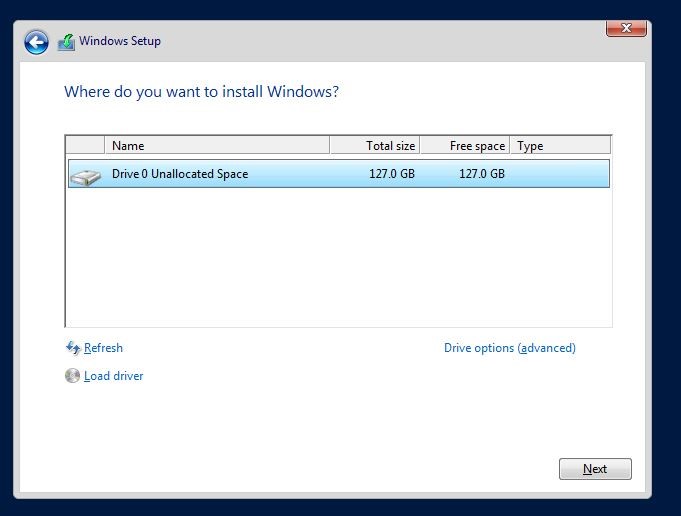 Windows Setup
Where do you want to install Windows?
Name Total size Free space Type
Drive 0 Unallocated Space 127.0 GB 127.0 GB
Refresh Drive options (advanced)
Load driver
Next